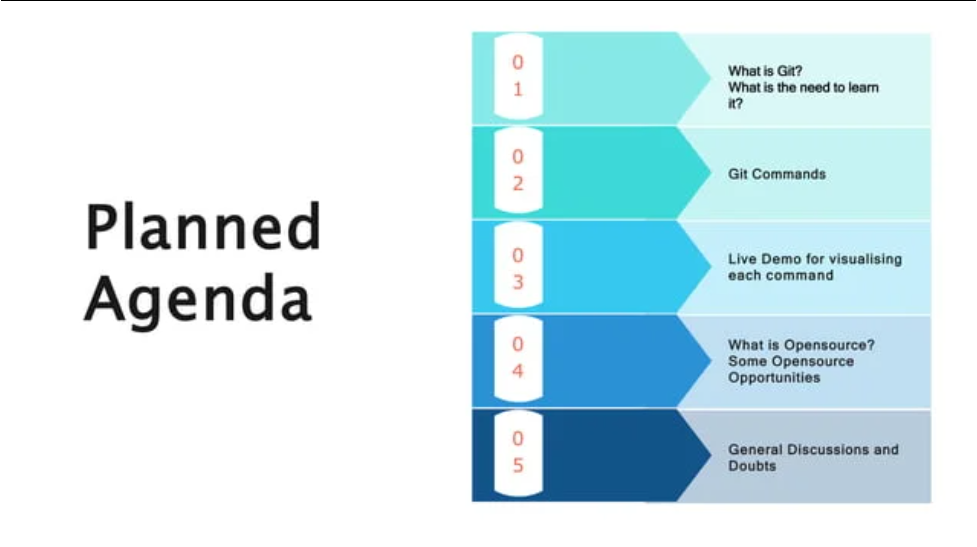 Planned
Agenda
0
1
What is Git?
What is the need to learn
it?
0
2
Git Commands
0
3
Live Demo for visualising
each command
0
4
What is Opensource?
Some Opensource
Opportunities
0
5
General Discussions and
Doubts